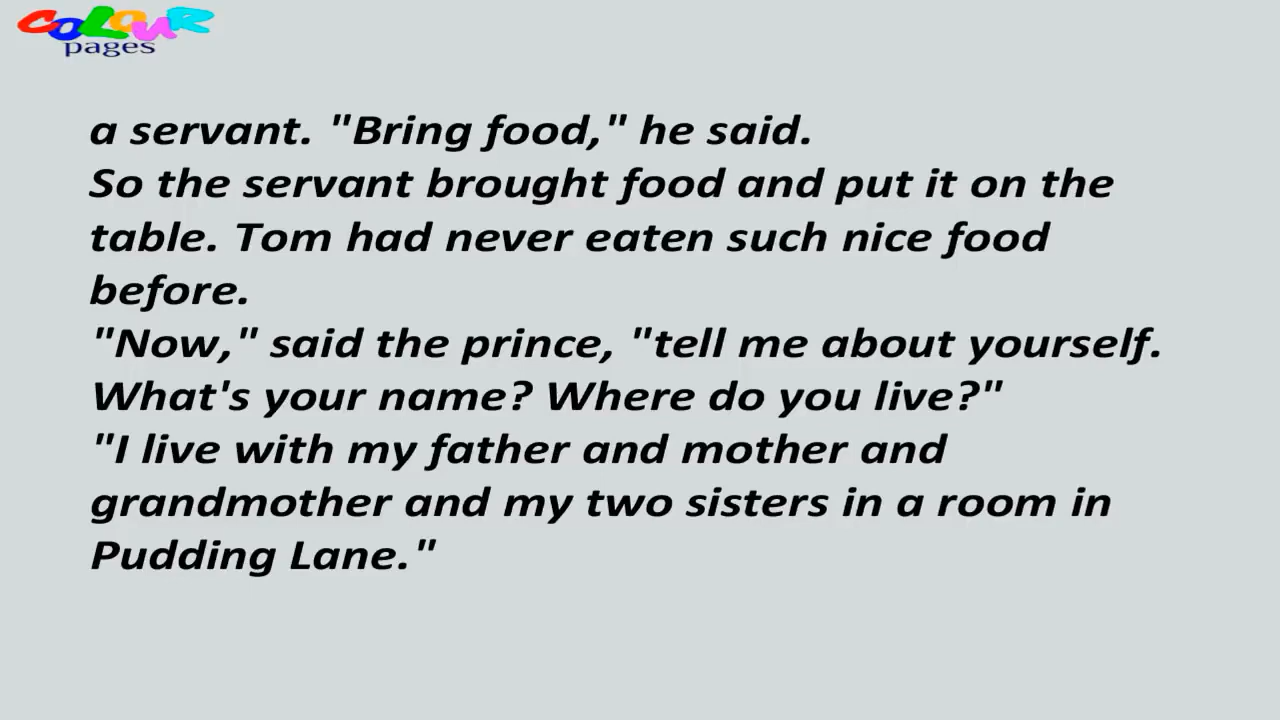 COLOUR
pages
a servant. "Bring food," he said.
So the servant brought food and put it on the
table. Tom had never eaten such nice food
before.
"Now," said the prince, "tell me about yourself.
What's your name? Where do you live?"
"I live with my father and mother and
grandmother and my two sisters in a room in
Pudding Lane."